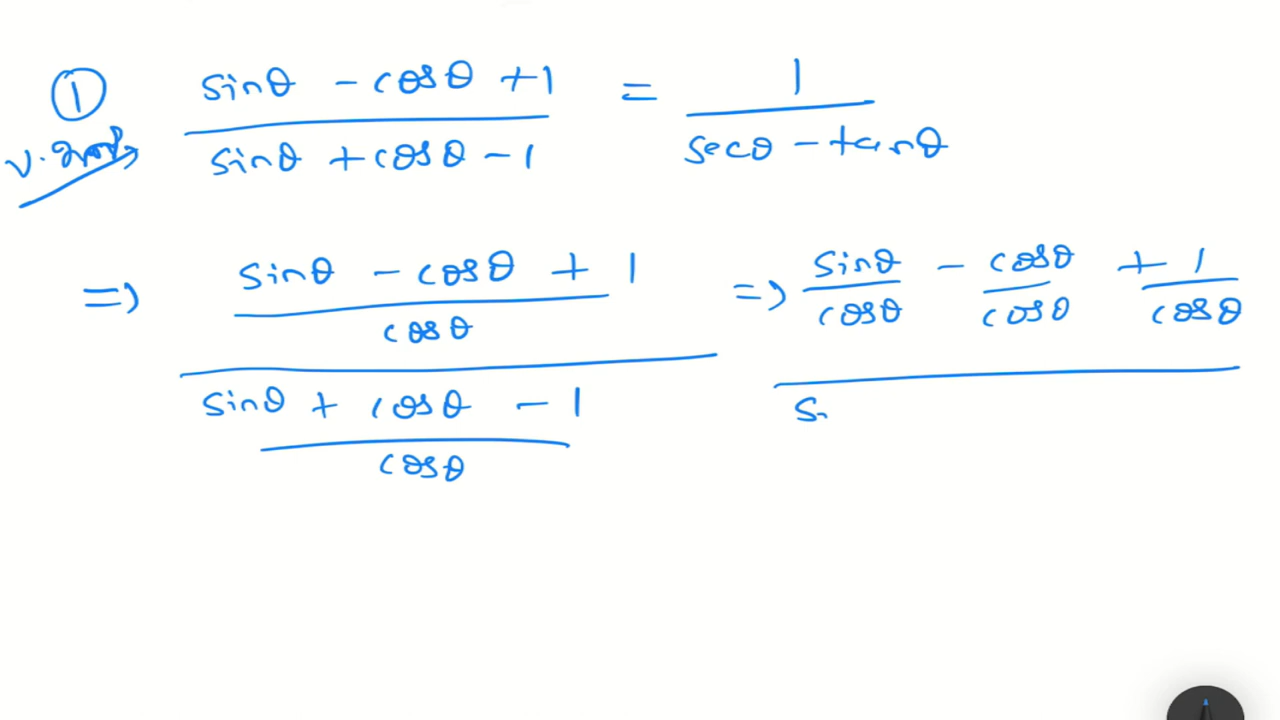 ① sinθ - cosθ + 1 / sinθ + cosθ - 1 = 1 / secθ - tanθ
v. Imp
=> sinθ - cosθ + 1 / cosθ / sinθ + cosθ - 1 / cosθ => sinθ / cosθ - cosθ / cosθ + 1 / cosθ